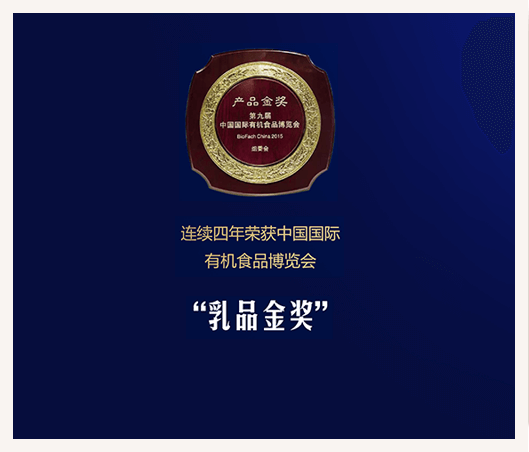 产品金奖
第九届
中国国际有机食品博览会
BioFach China 2015
组委会
连续四年荣获中国国际
有机食品博览会
“乳品金奖”